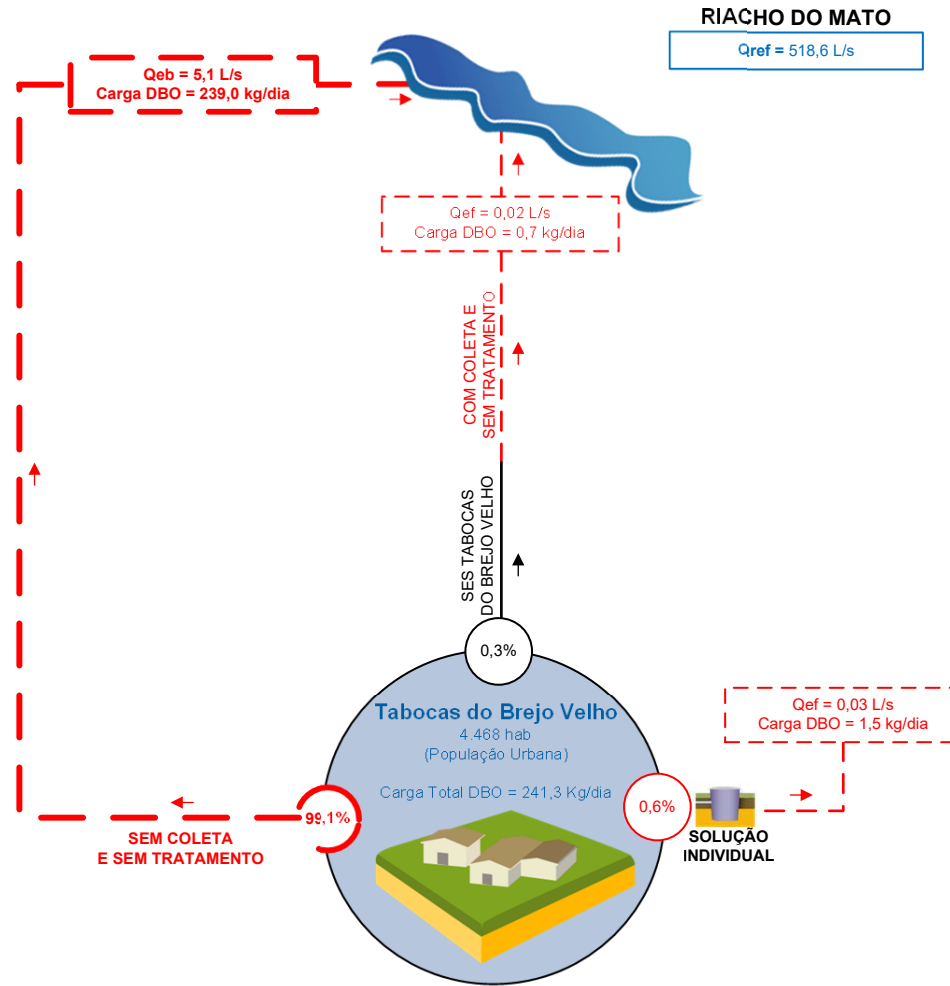 RIACHO DO MATO
Qref = 518,6 L/s
Qeb = 5,1 L/s
Carga DBO = 239,0 kg/dia
Qef = 0,02 L/s
Carga DBO = 0,7 kg/dia
COM COLETA E
SEM TRATAMENTO
SES TABOCAS
DO BREJO VELHO
0,3%
Tabocas do Brejo Velho
4.468 hab
(População Urbana)
Carga Total DBO = 241,3 Kg/dia
Qef = 0,03 L/s
Carga DBO = 1,5 kg/dia
99,1%
0,6%
SEM COLETA
E SEM TRATAMENTO
SOLUÇÃO
INDIVIDUAL